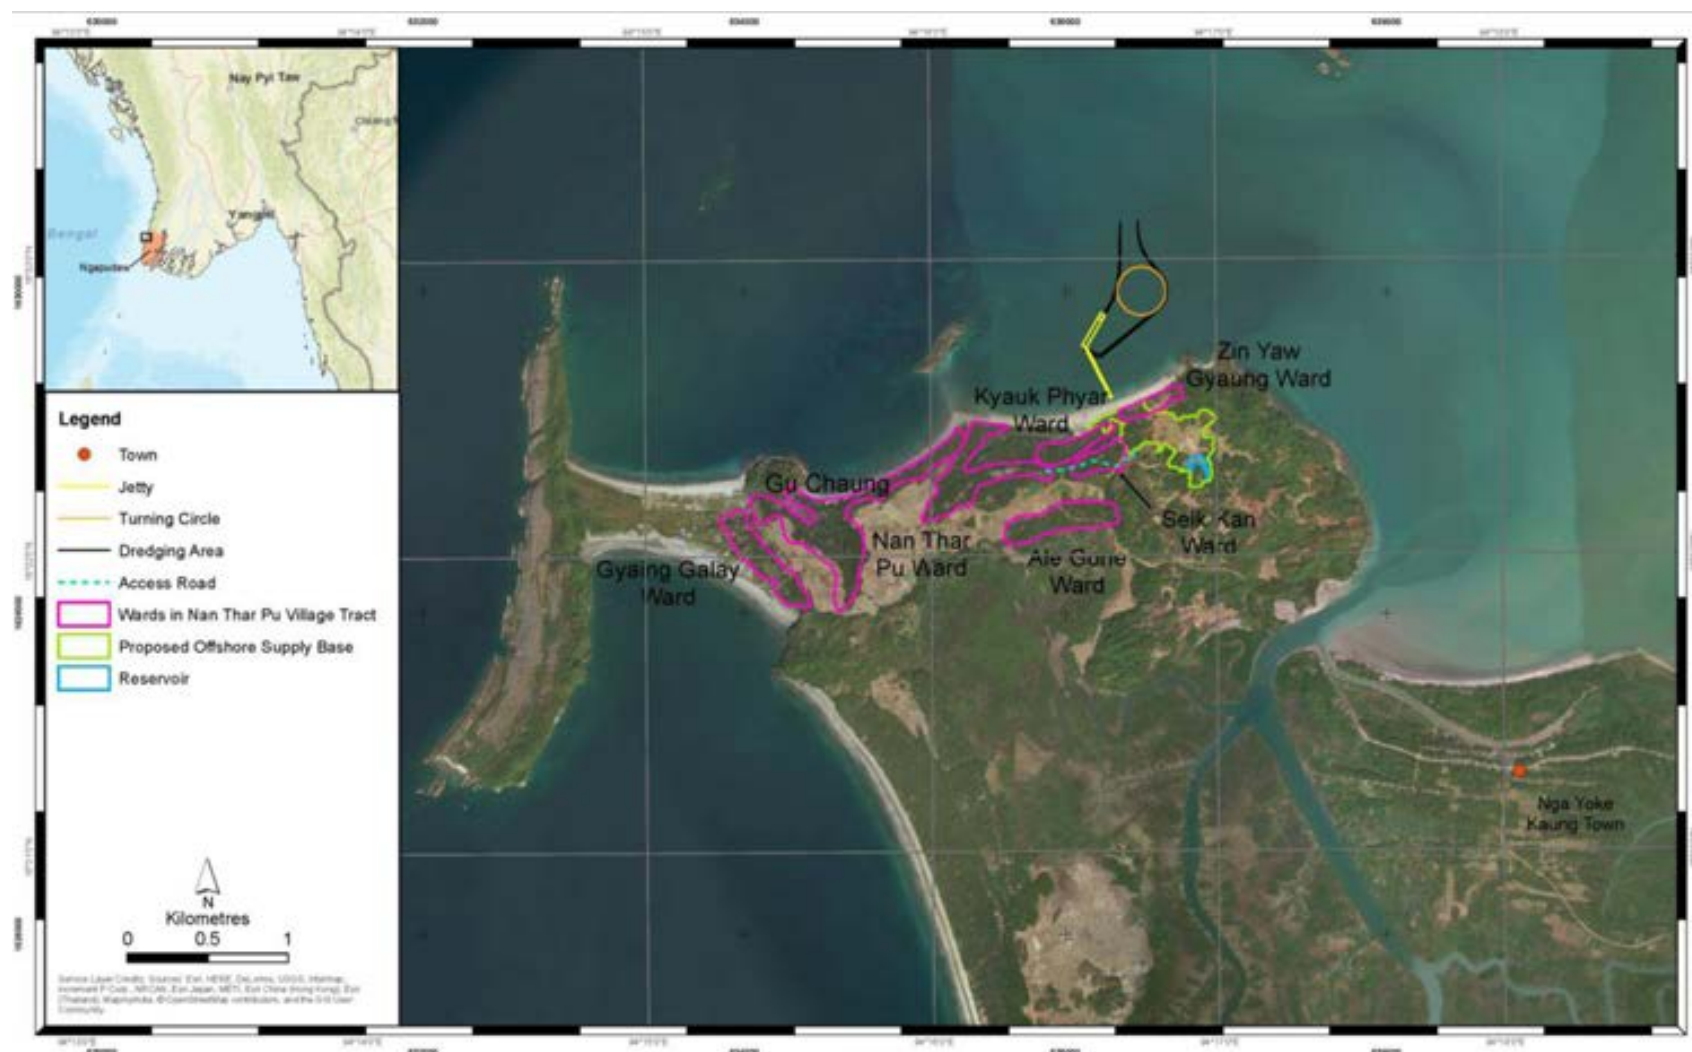 Nay Pyi Taw
Chiang
Yangon
Bengal
Ngapudaw
Legend
Town
Jetty
Turning Circle
Dredging Area
Access Road
Wards in Nan Thar Pu Village Tract
Proposed Offshore Supply Base
Reservoir
N
Kilometres
0 0.5 1
Zin Yaw
Gyaung Ward
Kyauk Phyar
Ward
Gu Chaung
Seik Kan
Ward
Nan Thar
Pu Ward
Aie Gone
Ward
Gyaing Galay
Ward
Nga Yoke
Kaung Town